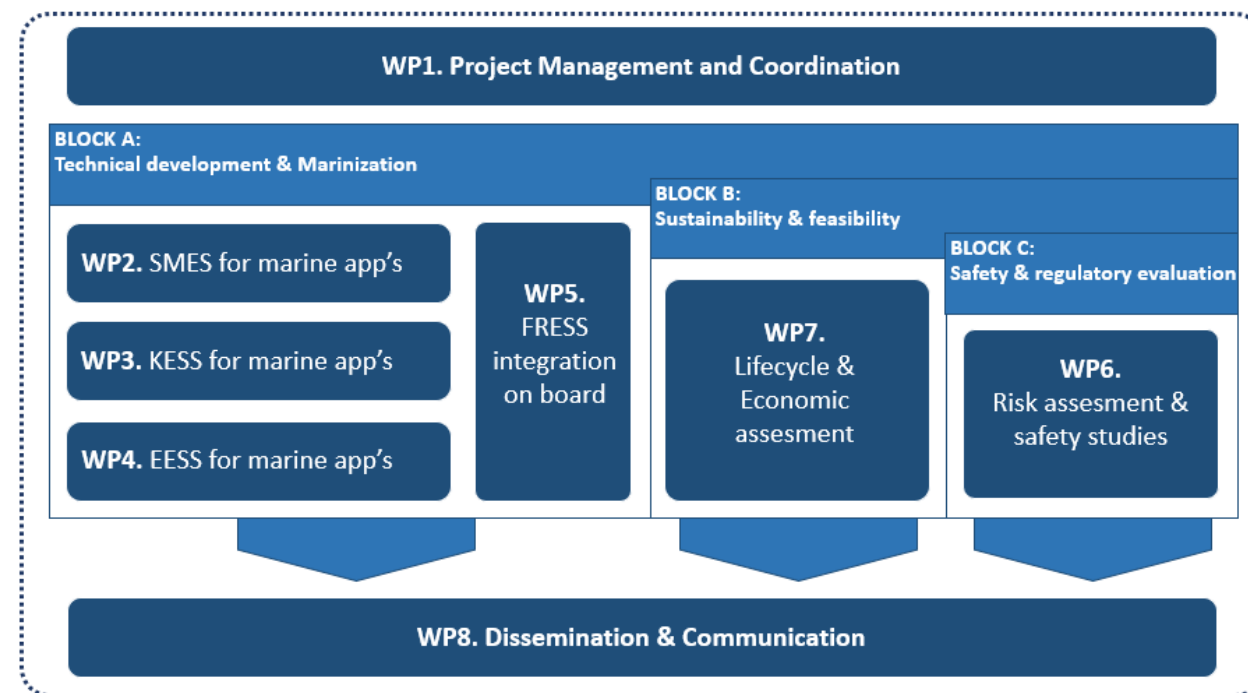 WP1. Project Management and Coordination
BLOCK A:
Technical development & Marinization
BLOCK B:
Sustainability & feasibility
BLOCK C:
Safety & regulatory evaluation
WP2. SMES for marine app's
WP3. KESS for marine app's
WP4. EESS for marine app's
WP5.
FRESS
integration
on board
WP7.
Lifecycle &
Economic
assesment
WP6.
Risk assesment &
safety studies
WP8. Dissemination & Communication